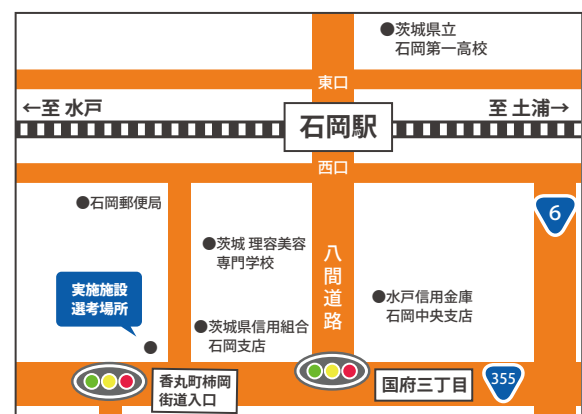 ●茨城県立
石岡第一高校
東口
←至 水戸
至 土浦→
石岡駅
西口
●石岡郵便局
6
●茨城 理容美容
専門学校
八間道路
実施施設
選考場所
●水戸信用金庫
石岡中央支店
●茨城県信用組合
石岡支店
香丸町柿岡
街道入口
国府三丁目
355